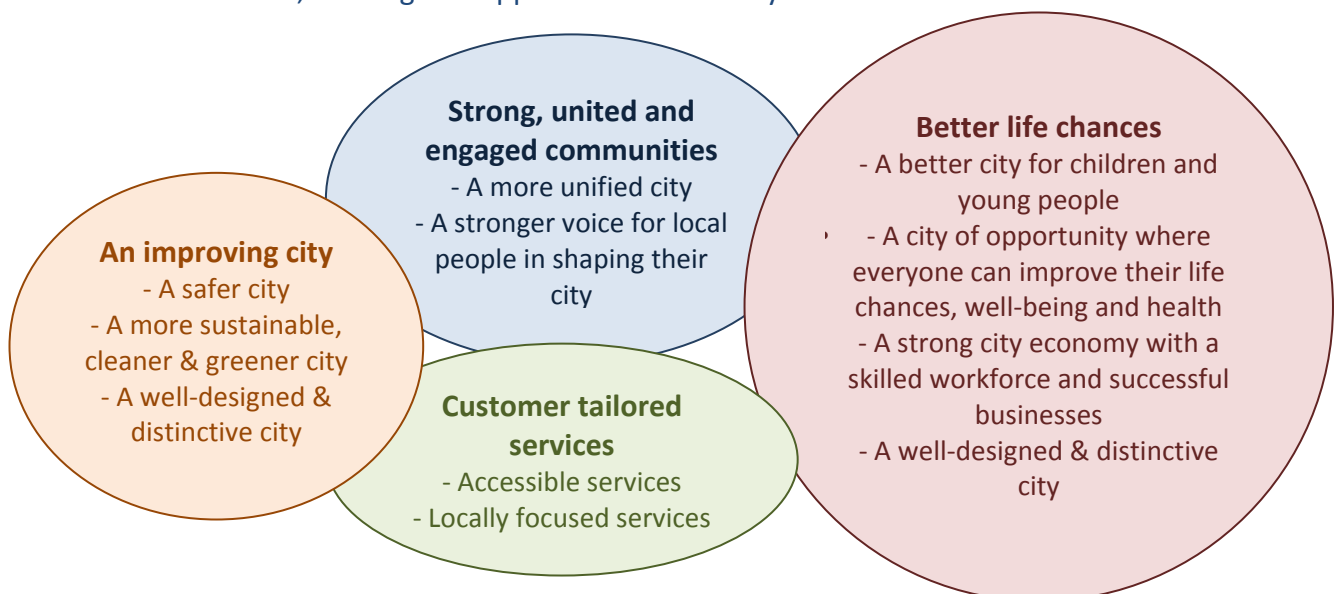 Strong, united and
engaged communities
- A more unified city
- A stronger voice for local
people in shaping their
city
Better life chances
- A better city for children and
young people
- A city of opportunity where
everyone can improve their life
chances, well-being and health
- A strong city economy with a
skilled workforce and successful
businesses
- A well-designed & distinctive
city
An improving city
- A safer city
- A more sustainable,
cleaner & greener city
- A well-designed &
distinctive city
Customer tailored
services
- Accessible services
- Locally focused services